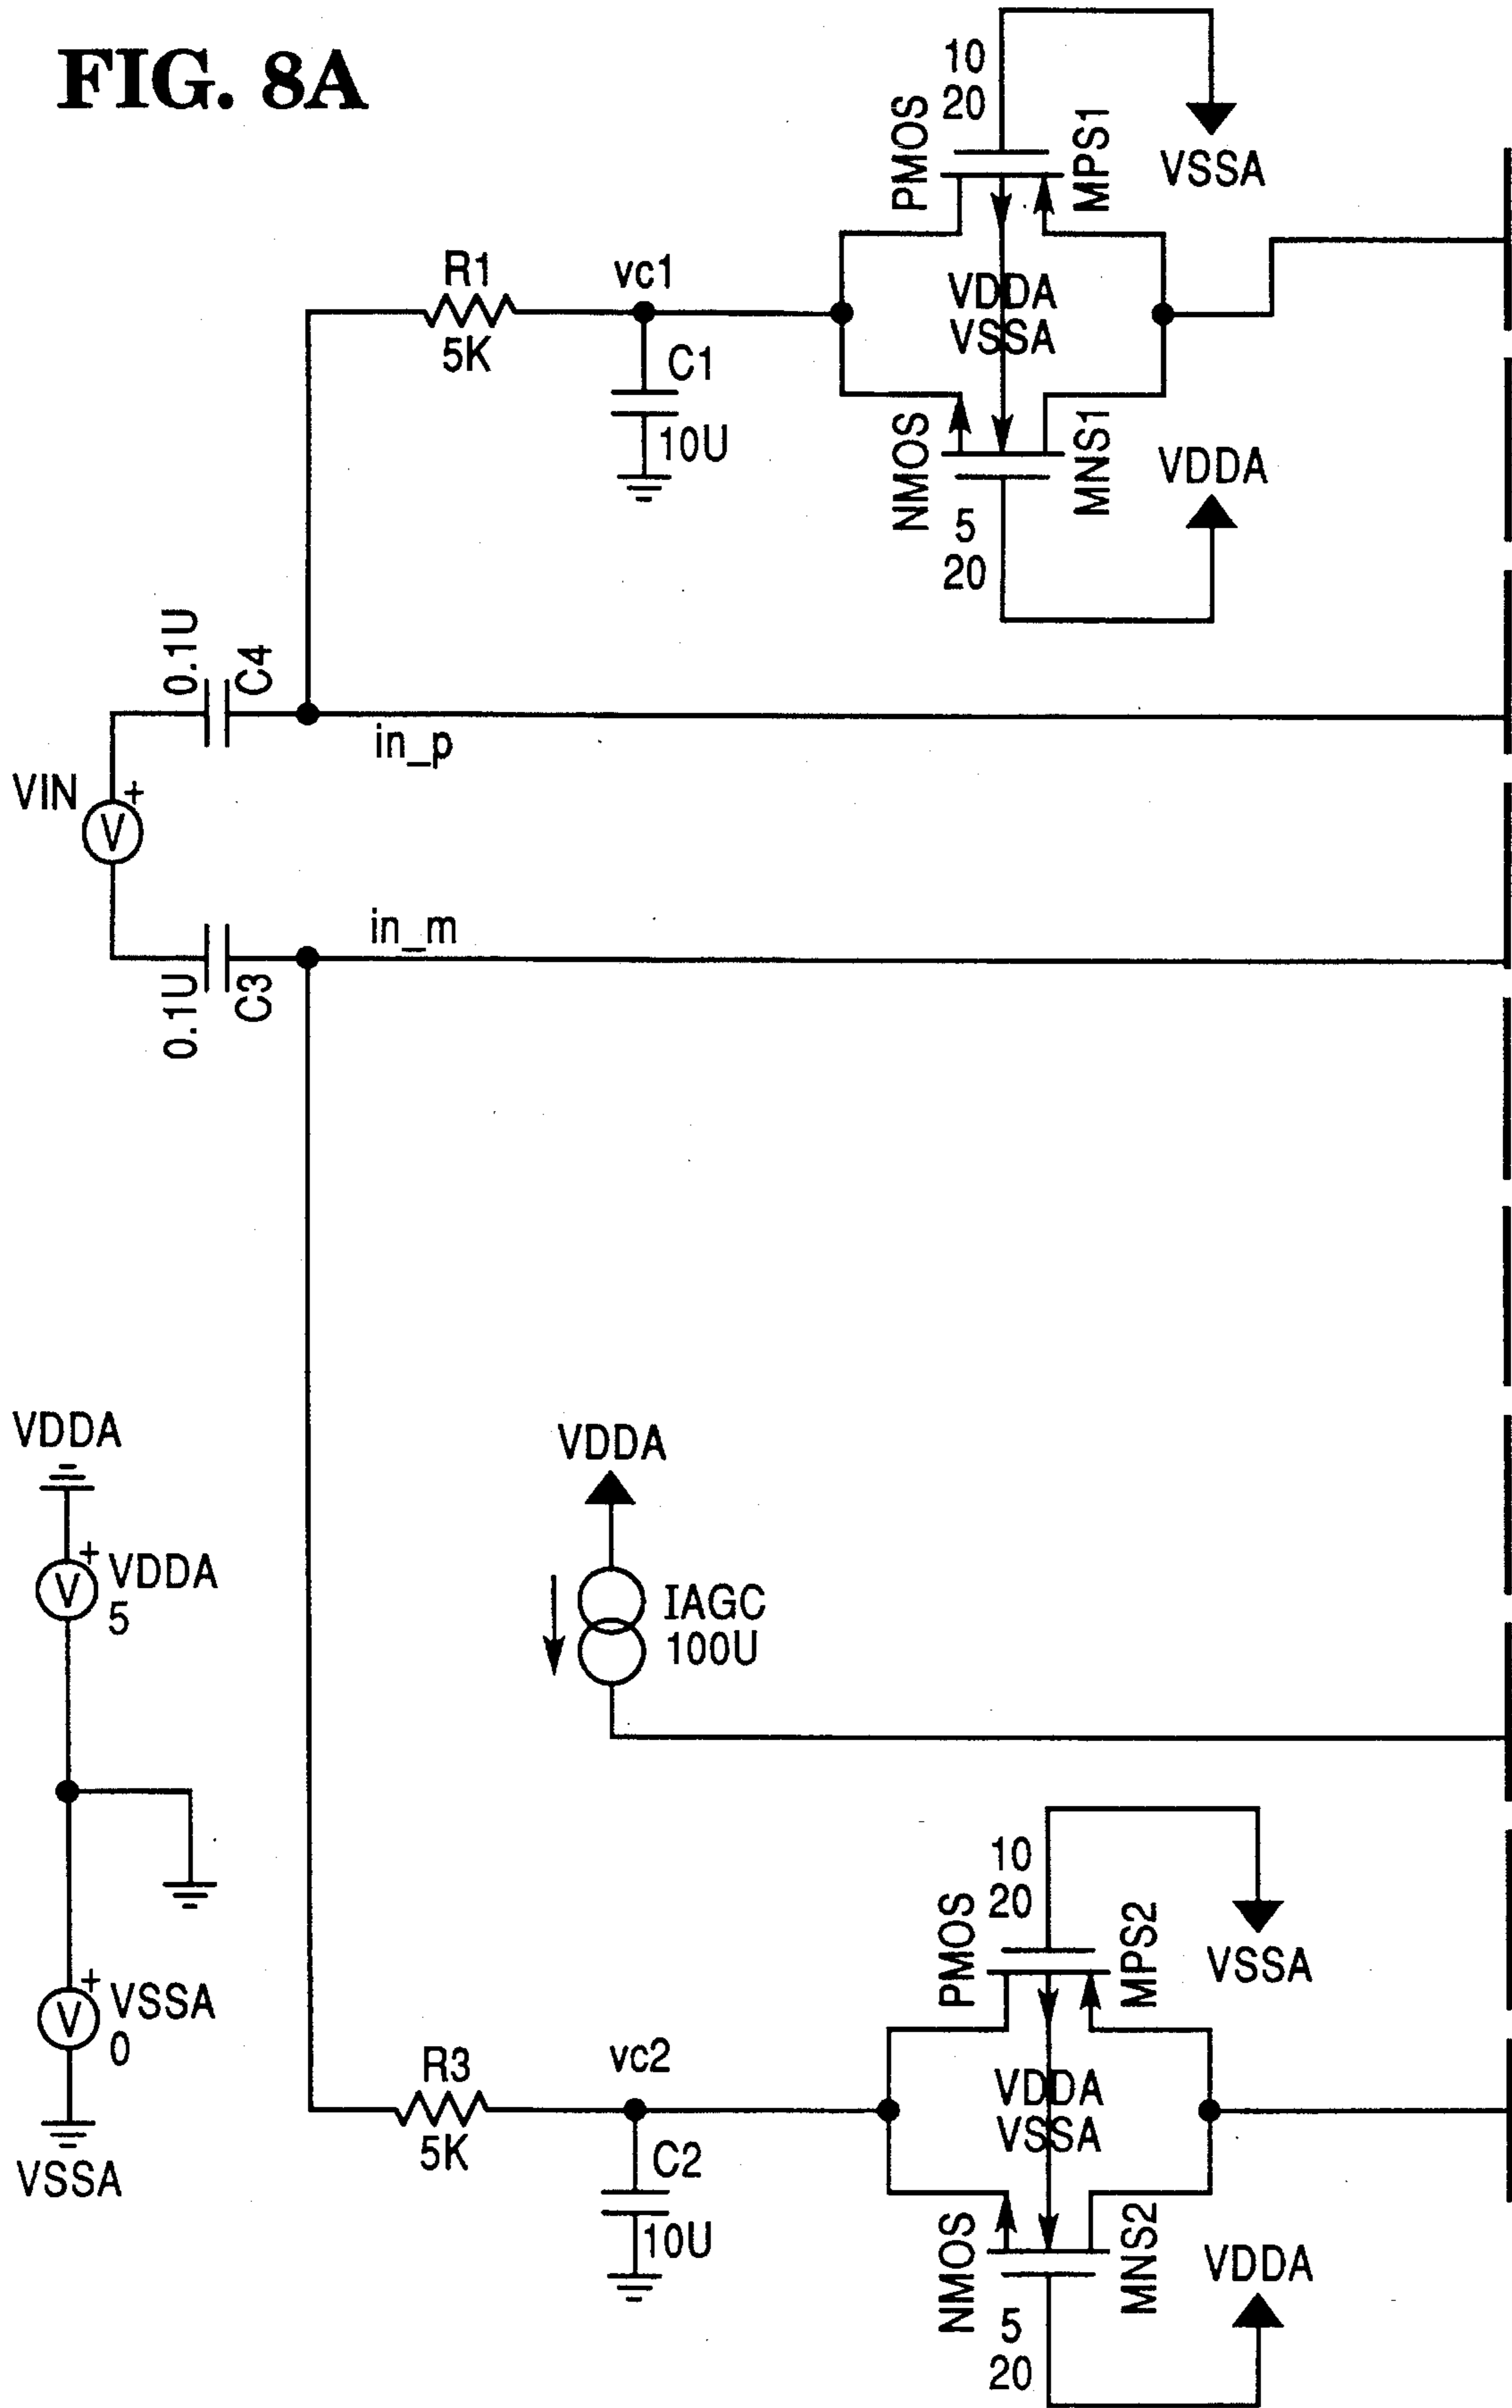 FIG. 8A
10
20
PMOS
MPS1
VSSA
R1
5K
vc1
C1
10U
VDDA
VSSA
NMOS
MNS1
5
20
VDDA
0.1U
C4
in_p
VIN
+
V
in_m
0.1U
C3
VDDA
+
V
VDDA
5
VDDA
IAGC
100U
+
V
VSSA
0
VSSA
10
20
PMOS
MPS2
VSSA
R3
5K
vc2
C2
10U
VDDA
VSSA
NMOS
MNS2
5
20
VDDA